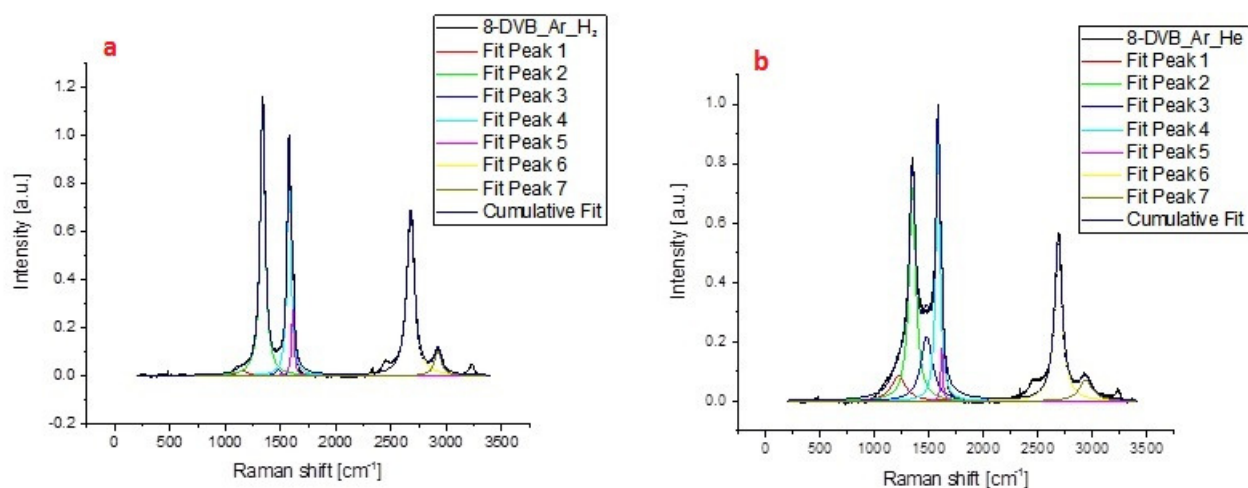 a
8-DVB_Ar_H₂
Fit Peak 1
Fit Peak 2
Fit Peak 3
Fit Peak 4
Fit Peak 5
Fit Peak 6
Fit Peak 7
Cumulative Fit
Intensity [a.u.]
1.2
1.0
0.8
0.6
0.4
0.2
0.0
-0.2
0 500 1000 1500 2000 2500 3000 3500
Raman shift [cm⁻¹]
b
8-DVB_Ar_He
Fit Peak 1
Fit Peak 2
Fit Peak 3
Fit Peak 4
Fit Peak 5
Fit Peak 6
Fit Peak 7
Cumulative Fit
Intensity [a.u.]
1.0
0.8
0.6
0.4
0.2
0.0
0 500 1000 1500 2000 2500 3000 3500
Raman shift [cm⁻¹]